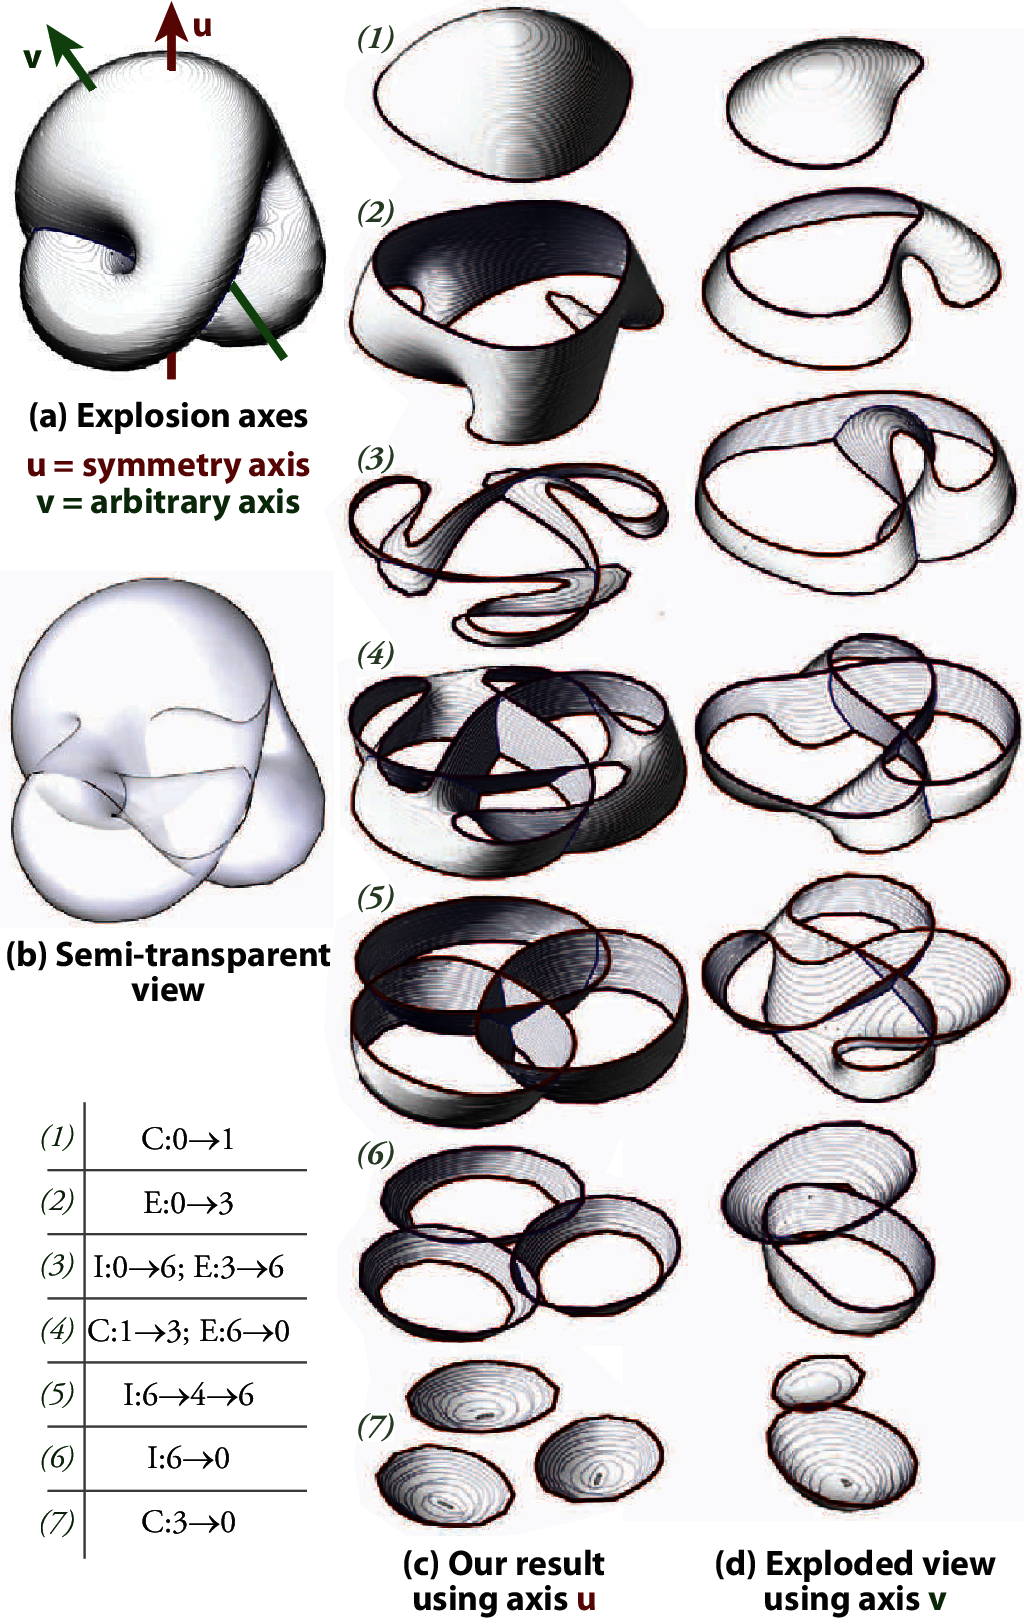 u
v
(a) Explosion axes
u = symmetry axis
v = arbitrary axis
(b) Semi-transparent
view
(1) C:0→1
(2) E:0→3
(3) I:0→6; E:3→6
(4) C:1→3; E:6→0
(5) I:6→4→6
(6) I:6→0
(7) C:3→0
(1)
(2)
(3)
(4)
(5)
(6)
(7)
(c) Our result
using axis u
(d) Exploded view
using axis v